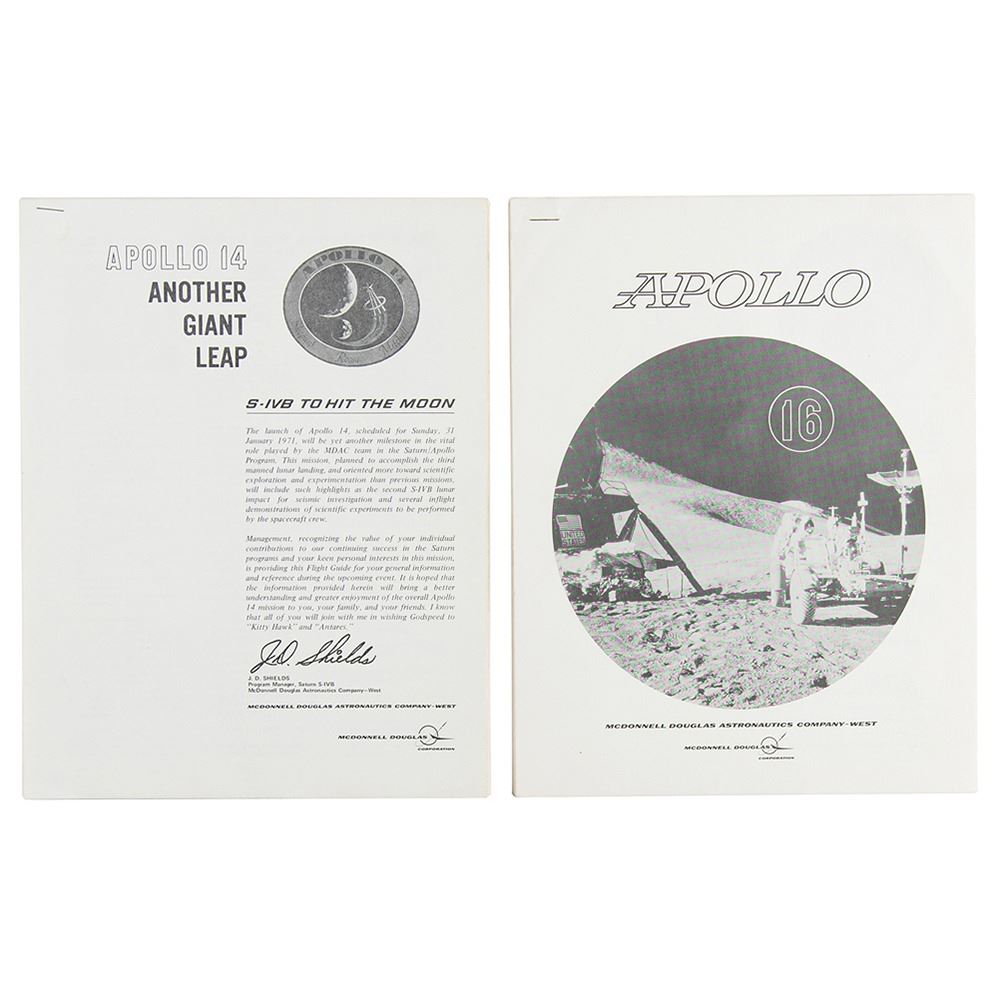 APOLLO 14
ANOTHER
GIANT
LEAP
APOLLO 14
Shepard Roosa Mitchell
S-IVB TO HIT THE MOON
The launch of Apollo 14, scheduled for Sunday, 31
January 1971, will be yet another milestone in the vital
role played by the MDAC team in the Saturn/Apollo
Program. This mission, planned to accomplish the third
manned lunar landing, and oriented more toward scientific
exploration and experimentation than previous missions,
will include such highlights as the second S-IVB lunar
impact for seismic investigation and several inflight
demonstrations of scientific experiments to be performed
by the spacecraft crew.
Management, recognizing the value of your individual
contributions to our continuing success in the Saturn
programs and your keen personal interests in this mission,
is providing this Flight Guide for your general information
and reference during the upcoming event. It is hoped that
the information provided herein will bring a better
understanding and greater enjoyment of the overall Apollo
14 mission to you, your family, and your friends. I know
that all of you will join with me in wishing Godspeed to
"Kitty Hawk" and "Antares."
J.D. Shields
J. D. SHIELDS
Program Manager, Saturn S-IVB
McDonnell Douglas Astronautics Company–West
MCDONNELL DOUGLAS ASTRONAUTICS COMPANY-WEST
MCDONNELL DOUGLAS
CORPORATION
APOLLO
16
UNITED
STATES
MCDONNELL DOUGLAS ASTRONAUTICS COMPANY-WEST
MCDONNELL DOUGLAS
CORPORATION